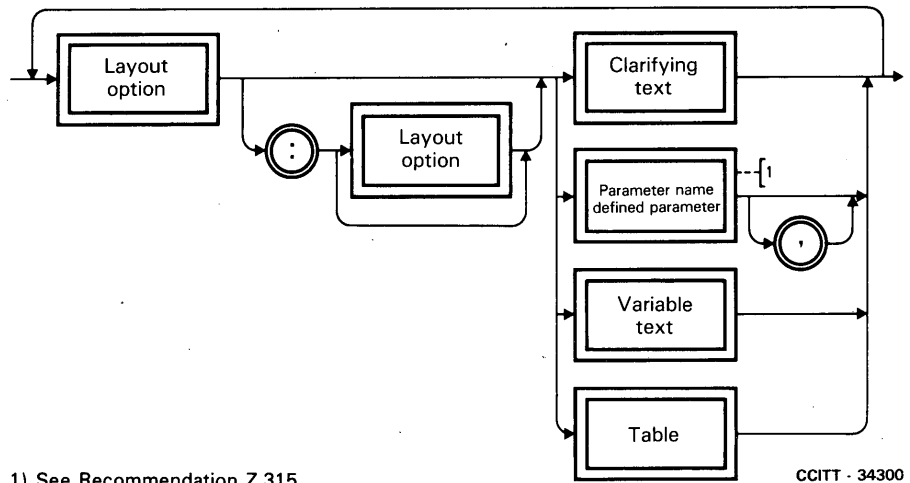 Layout
option
:
Layout
option
Clarifying
text
Parameter name
defined parameter
1
,
Variable
text
Table
1) See Recommendation Z.315
CCITT - 34300